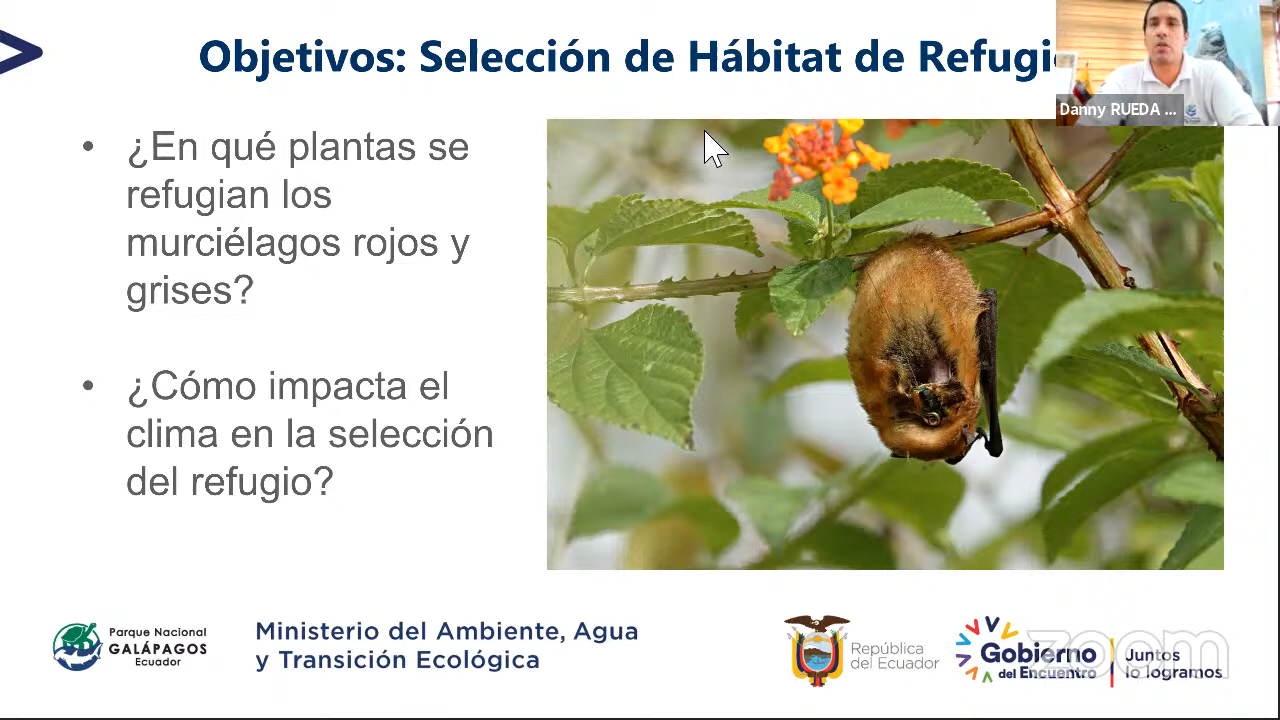 Objetivos: Selección de Hábitat de Refugi
Danny RUEDA ...
• ¿En qué plantas se
refugian los
murciélagos rojos y
grises?
• ¿Cómo impacta el
clima en la selección
del refugio?
Parque Nacional
GALÁPAGOS
Ecuador
Ministerio del Ambiente, Agua
y Transición Ecológica
República
del Ecuador
Gobierno
del Encuentro
Juntos
lo logramos
zoom